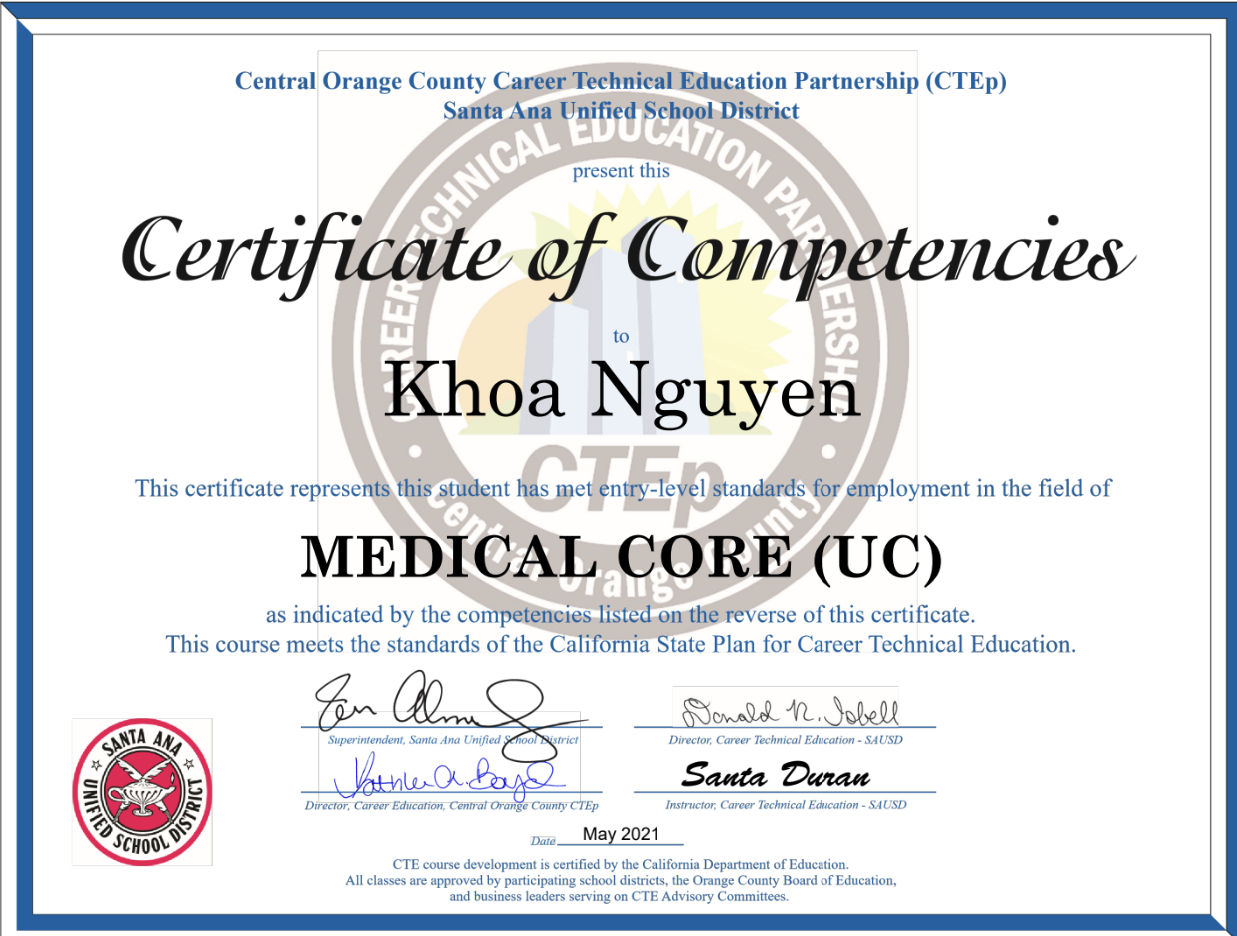 Central Orange County Career Technical Education Partnership (CTEp)
Santa Ana Unified School District
present this
Certificate of Competencies
to
Khoa Nguyen
This certificate represents this student has met entry-level standards for employment in the field of
MEDICAL CORE (UC)
as indicated by the competencies listed on the reverse of this certificate.
This course meets the standards of the California State Plan for Career Technical Education.
CAREER TECHNICAL EDUCATION PARTNERSHIP
CTEp
Central Orange County
Superintendent, Santa Ana Unified School District
Donald R. Isbell
Director, Career Technical Education - SAUSD
Director, Career Education, Central Orange County CTEp
Santa Duran
Instructor, Career Technical Education - SAUSD
SANTA ANA
UNIFIED SCHOOL DISTRICT
Date May 2021
CTE course development is certified by the California Department of Education.
All classes are approved by participating school districts, the Orange County Board of Education,
and business leaders serving on CTE Advisory Committees.